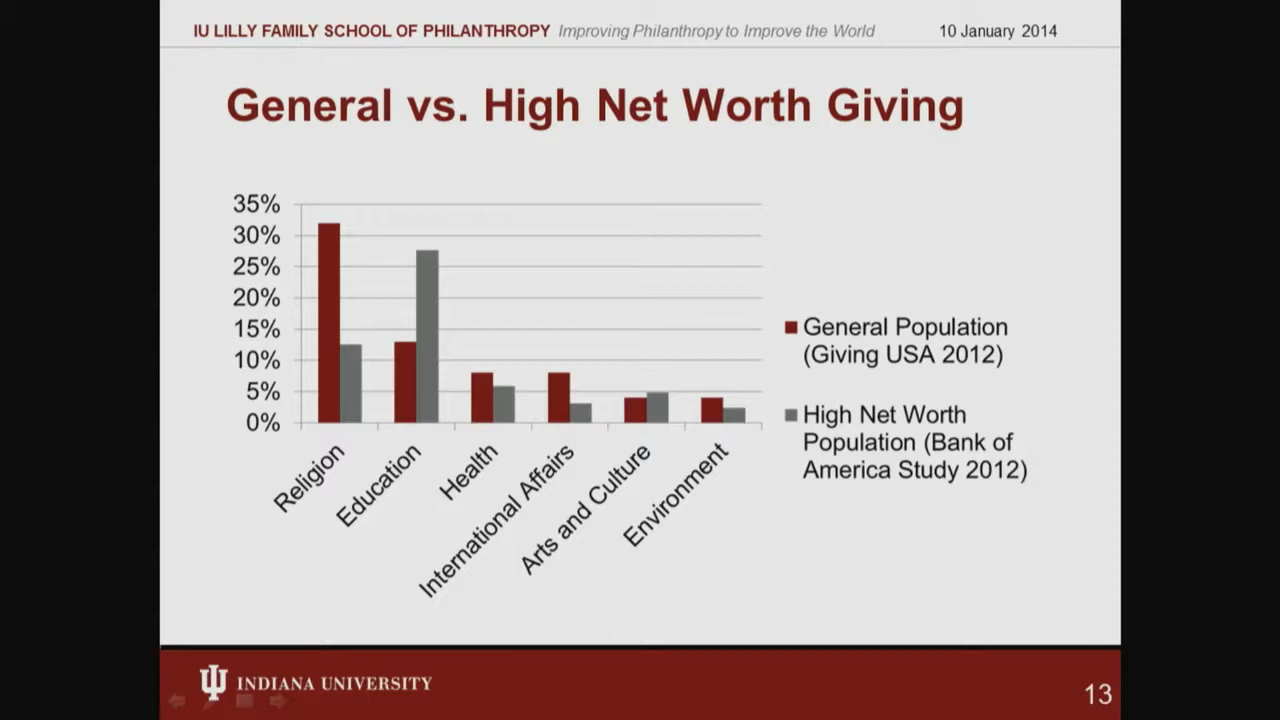 IU LILLY FAMILY SCHOOL OF PHILANTHROPY Improving Philanthropy to Improve the World 10 January 2014
General vs. High Net Worth Giving
35%
30%
25%
20%
15%
10%
5%
0%
Religion
Education
Health
International Affairs
Arts and Culture
Environment
General Population
(Giving USA 2012)
High Net Worth
Population (Bank of
America Study 2012)
INDIANA UNIVERSITY
13